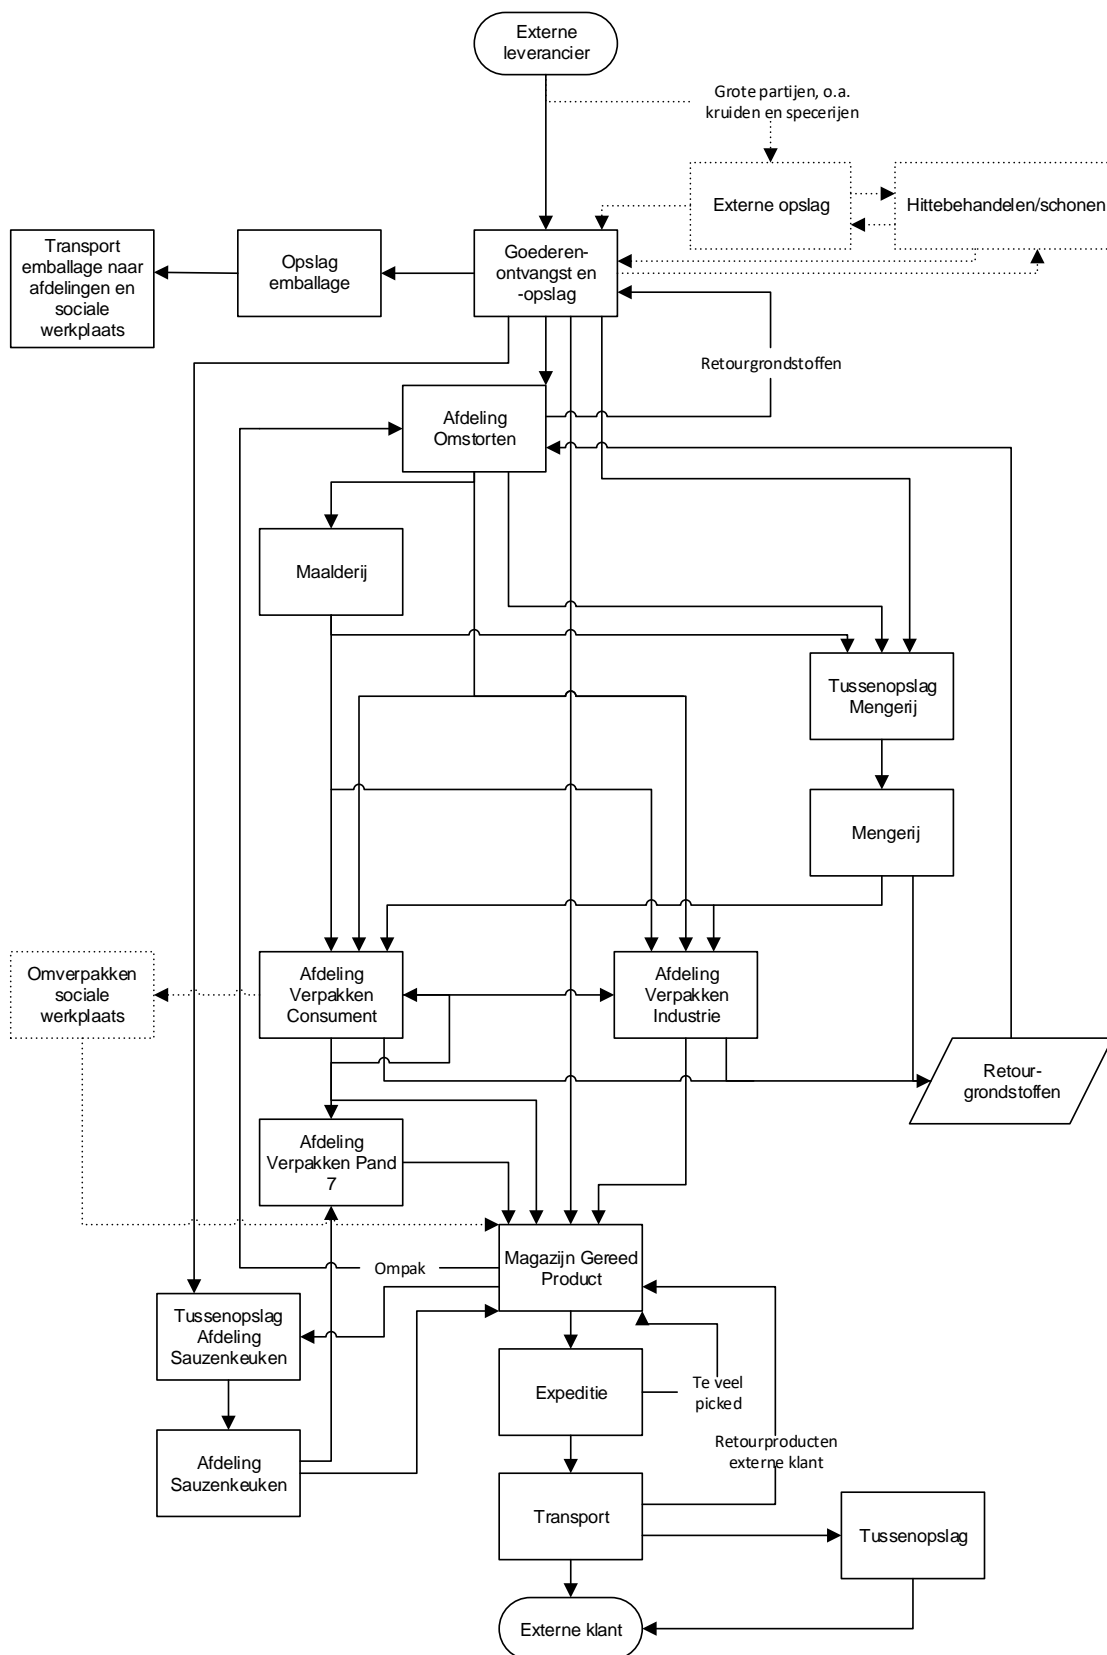 Externe
leverancier
Grote partijen, o.a.
kruiden en specerijen
Externe opslag
Hittebehandelen/schonen
Transport
emballage naar
afdelingen en
sociale
werkplaats
Opslag
emballage
Goederen-
ontvangst en
-opslag
Retourgrondstoffen
Afdeling
Omstorten
Maalderij
Tussenopslag
Mengerij
Mengerij
Omverpakken
sociale
werkplaats
Afdeling
Verpakken
Consument
Afdeling
Verpakken
Industrie
Retour-
grondstoffen
Afdeling
Verpakken Pand
7
Magazijn Gereed
Product
Ompak
Tussenopslag
Afdeling
Sauzenkeuken
Expeditie
Te veel
picked
Afdeling
Sauzenkeuken
Retourproducten
externe klant
Transport
Tussenopslag
Externe klant